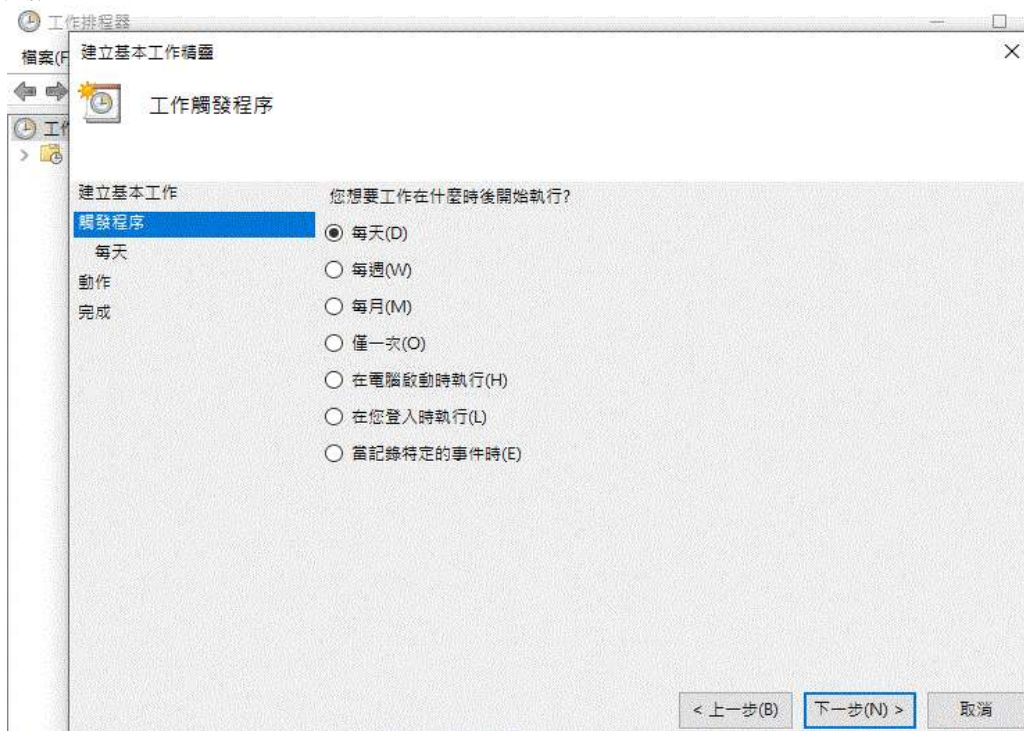 工作排程器
檔案(F
建立基本工作精靈
工作觸發程序
工作
建立基本工作
觸發程序
每天
動作
完成
您想要工作在什麼時後開始執行?
每天(D)
每週(W)
每月(M)
僅一次(O)
在電腦啟動時執行(H)
在您登入時執行(L)
當記錄特定的事件時(E)
< 上一步(B)
下一步(N) >
取消